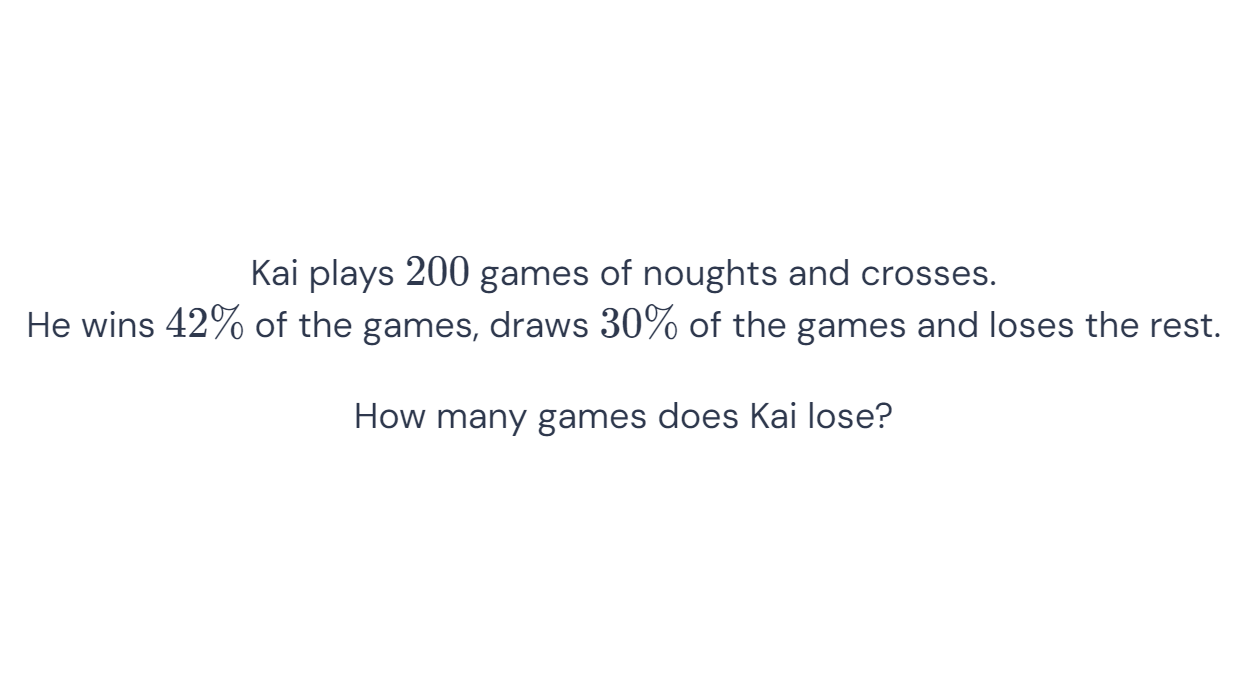 Kai plays 200 games of noughts and crosses.
He wins 42% of the games, draws 30% of the games and loses the rest.
How many games does Kai lose?